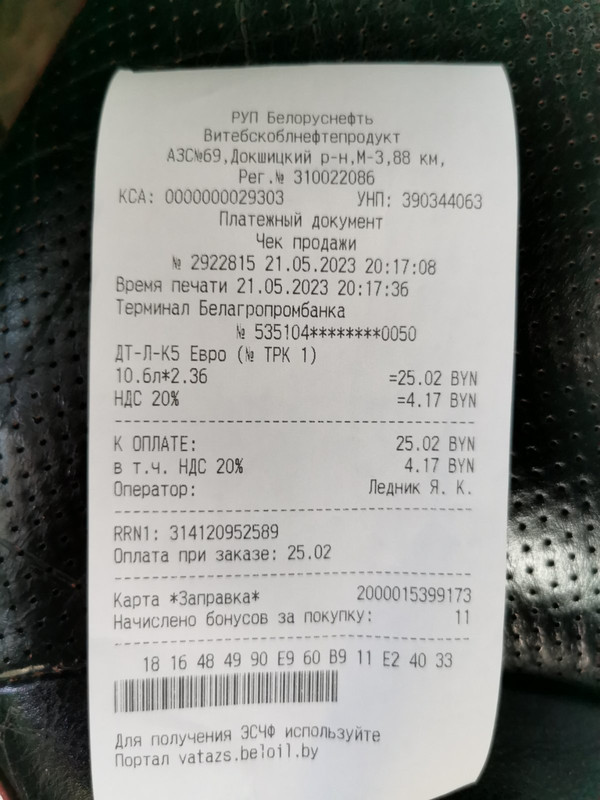 РУП Белоруснефть
Витебскоблнефтепродукт
АЗС№69,Докшицкий р-н,М-3,88 км,
Рег.№ 310022086
КСА: 0000000029303 УНП: 390344063
Платежный документ
Чек продажи
№ 2922815 21.05.2023 20:17:08
Время печати 21.05.2023 20:17:36
Терминал Белагропромбанка
№ 535104********0050
ДТ-Л-К5 Евро (№ ТРК 1)
10.6л*2.36 =25.02 BYN
НДС 20% =4.17 BYN
К ОПЛАТЕ: 25.02 BYN
в т.ч. НДС 20% 4.17 BYN
Оператор: Ледник Я. К.
RRN1: 314120952589
Оплата при заказе: 25.02
Карта *Заправка* 2000015399173
Начислено бонусов за покупку: 11
18 16 48 49 90 E9 60 B9 11 E2 40 33
Для получения ЭСЧФ используйте
Портал vatazs.beloil.by